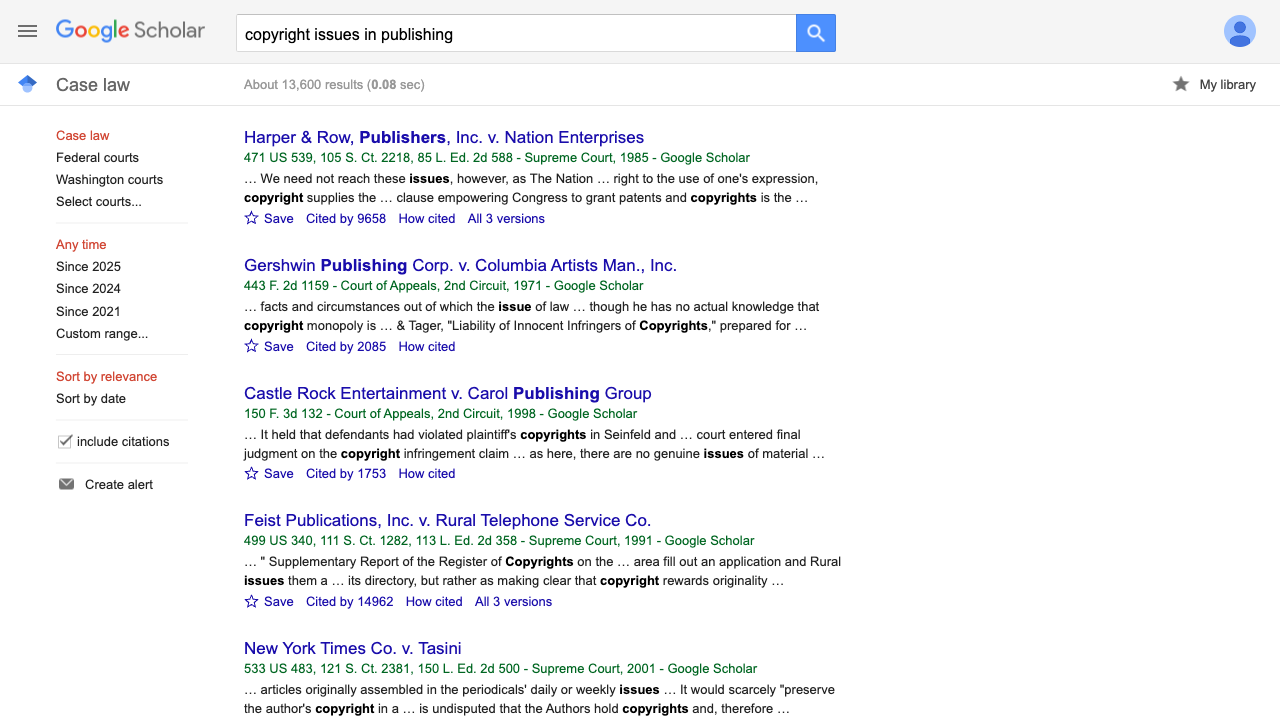 Google Scholar
copyright issues in publishing
Case law
About 13,600 results (0.08 sec)
My library
Case law
Federal courts
Washington courts
Select courts...
Any time
Since 2025
Since 2024
Since 2021
Custom range...
Sort by relevance
Sort by date
include citations
Create alert
Harper & Row, Publishers, Inc. v. Nation Enterprises
471 US 539, 105 S. Ct. 2218, 85 L. Ed. 2d 588 - Supreme Court, 1985 - Google Scholar
… We need not reach these issues, however, as The Nation … right to the use of one's expression,
copyright supplies the … clause empowering Congress to grant patents and copyrights is the …
Save Cited by 9658 How cited All 3 versions
Gershwin Publishing Corp. v. Columbia Artists Man., Inc.
443 F. 2d 1159 - Court of Appeals, 2nd Circuit, 1971 - Google Scholar
… facts and circumstances out of which the issue of law … though he has no actual knowledge that
copyright monopoly is … & Tager, "Liability of Innocent Infringers of Copyrights," prepared for …
Save Cited by 2085 How cited
Castle Rock Entertainment v. Carol Publishing Group
150 F. 3d 132 - Court of Appeals, 2nd Circuit, 1998 - Google Scholar
… It held that defendants had violated plaintiff's copyrights in Seinfeld and … court entered final
judgment on the copyright infringement claim … as here, there are no genuine issues of material …
Save Cited by 1753 How cited
Feist Publications, Inc. v. Rural Telephone Service Co.
499 US 340, 111 S. Ct. 1282, 113 L. Ed. 2d 358 - Supreme Court, 1991 - Google Scholar
… " Supplementary Report of the Register of Copyrights on the … area fill out an application and Rural
issues them a … its directory, but rather as making clear that copyright rewards originality …
Save Cited by 14962 How cited All 3 versions
New York Times Co. v. Tasini
533 US 483, 121 S. Ct. 2381, 150 L. Ed. 2d 500 - Supreme Court, 2001 - Google Scholar
… articles originally assembled in the periodicals' daily or weekly issues … It would scarcely "preserve
the author's copyright in a … is undisputed that the Authors hold copyrights and, therefore …